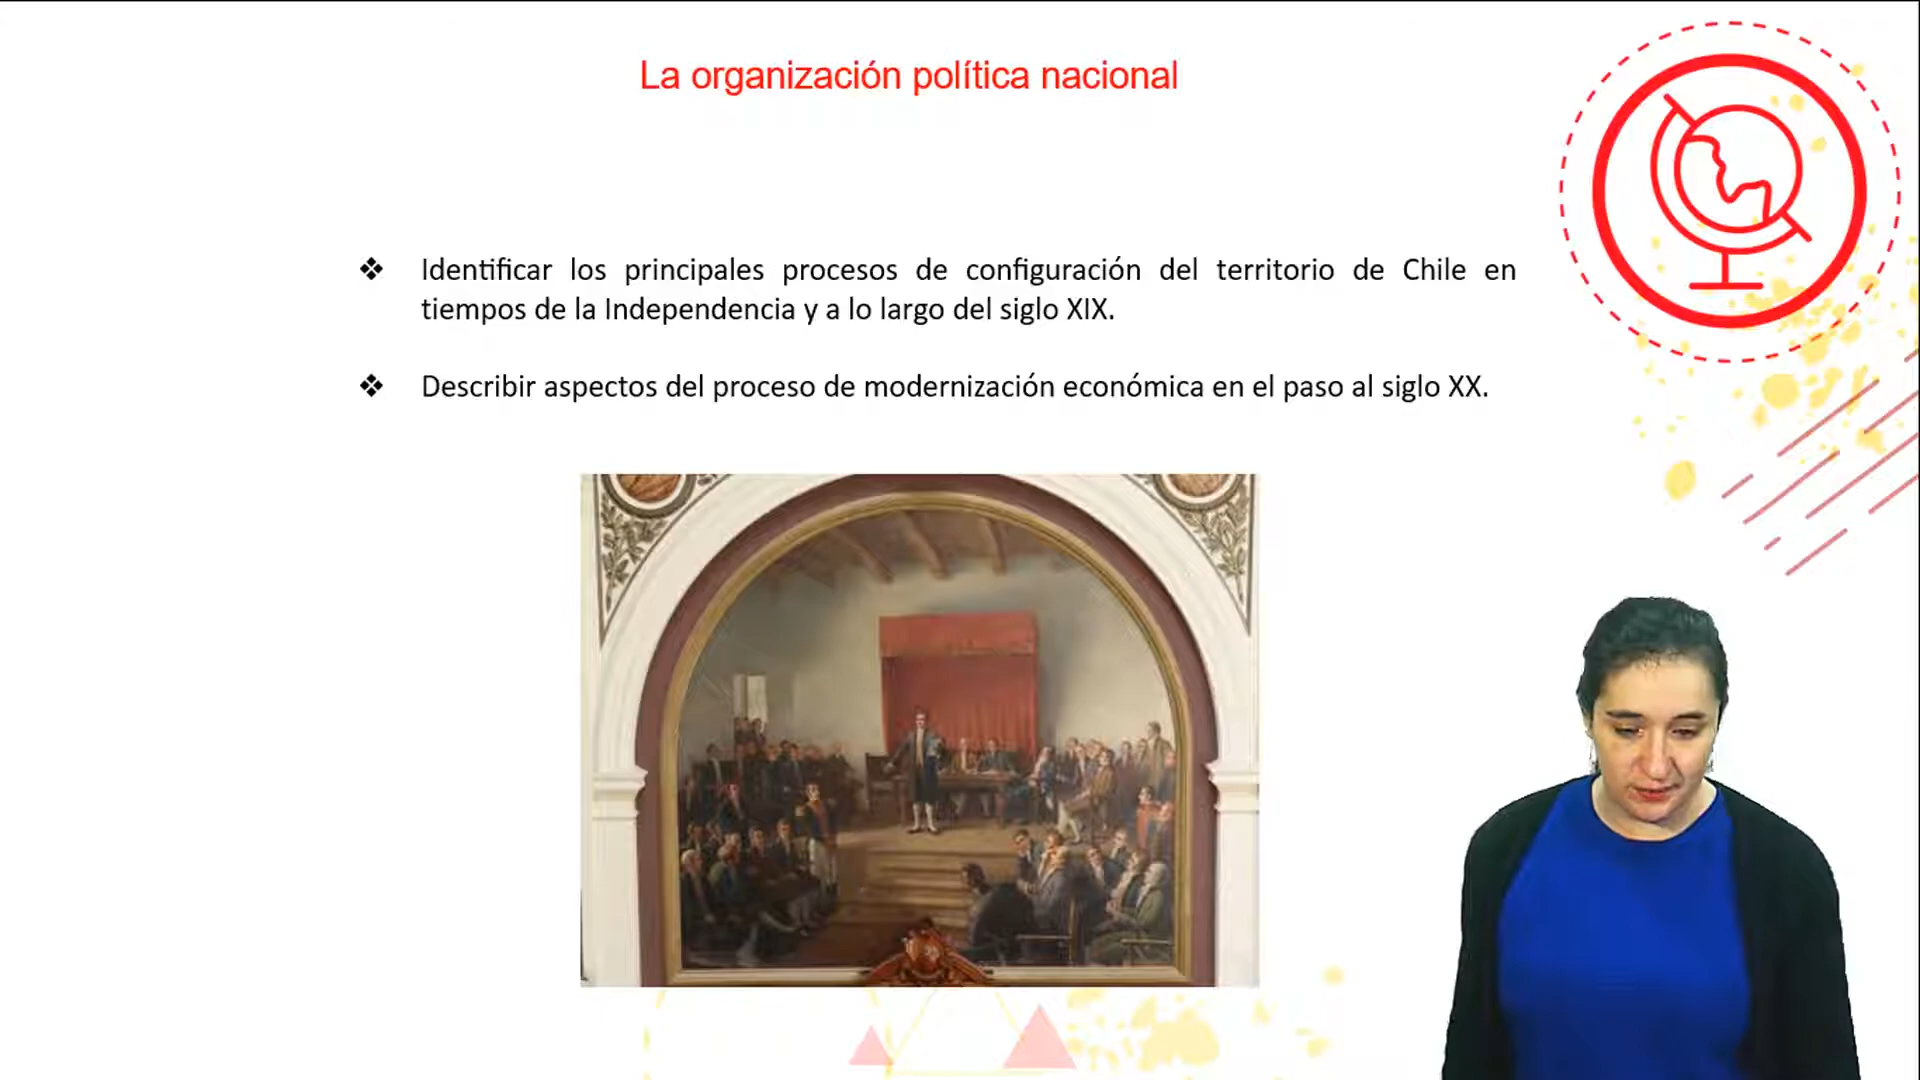 La organización política nacional
❖ Identificar los principales procesos de configuración del territorio de Chile en
tiempos de la Independencia y a lo largo del siglo XIX.
❖ Describir aspectos del proceso de modernización económica en el paso al siglo XX.